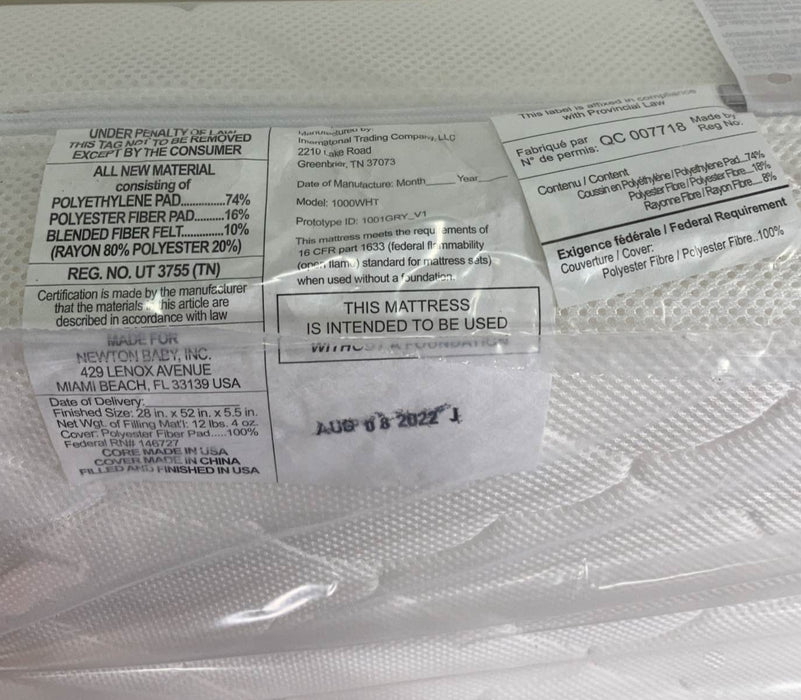 UNDER PENALTY OF LAW
THIS TAG NOT TO BE REMOVED
EXCEPT BY THE CONSUMER
ALL NEW MATERIAL
consisting of
POLYETHYLENE PAD..............74%
POLYESTER FIBER PAD.........16%
BLENDED FIBER FELT............10%
(RAYON 80% POLYESTER 20%)
REG. NO. UT 3755 (TN)
Certification is made by the manufacturer
that the materials this article are
described in accordance with law
MADE FOR
NEWTON BABY, INC.
429 LENOX AVENUE
MIAMI BEACH, FL 33139 USA
Date of Delivery:
Finished Size: 28 in. x 52 in. x 5.5 in.
Net Wgt. of Filling Mat'l: 12 lbs. 4 oz.
Cover: Polyester Fiber Pad.....100%
Federal RN# 146727
CORE MADE IN USA
COVER MADE IN CHINA
FILLED AND FINISHED IN USA
Manufactured by:
International Trading Company, LLC
2210 Lake Road
Greenbrier, TN 37073
Date of Manufacture: Month____ Year____
Model: 1000WHT
Prototype ID: 1001GRY_V1
This mattress meets the requirements of
16 CFR part 1633 (federal flammability
(open flame) standard for mattress sets)
when used without a foundation.
THIS MATTRESS
IS INTENDED TO BE USED
WITHOUT A FOUNDATION
AUG 08 2022 J
This label is affixed in compliance
with Provincial Law
Fabriqué par QC 007718 Made by
N° de permis: Reg No.
Contenu / Content
Coussin en Polyéthylène / Polyethylene Pad...74%
Polyester Fibre / Polyester Fibre...18%
Rayonne Fibre / Rayon Fibre.... 8%
Exigence fédérale / Federal Requirement
Couverture / Cover:
Polyester Fibre / Polyester Fibre..100%